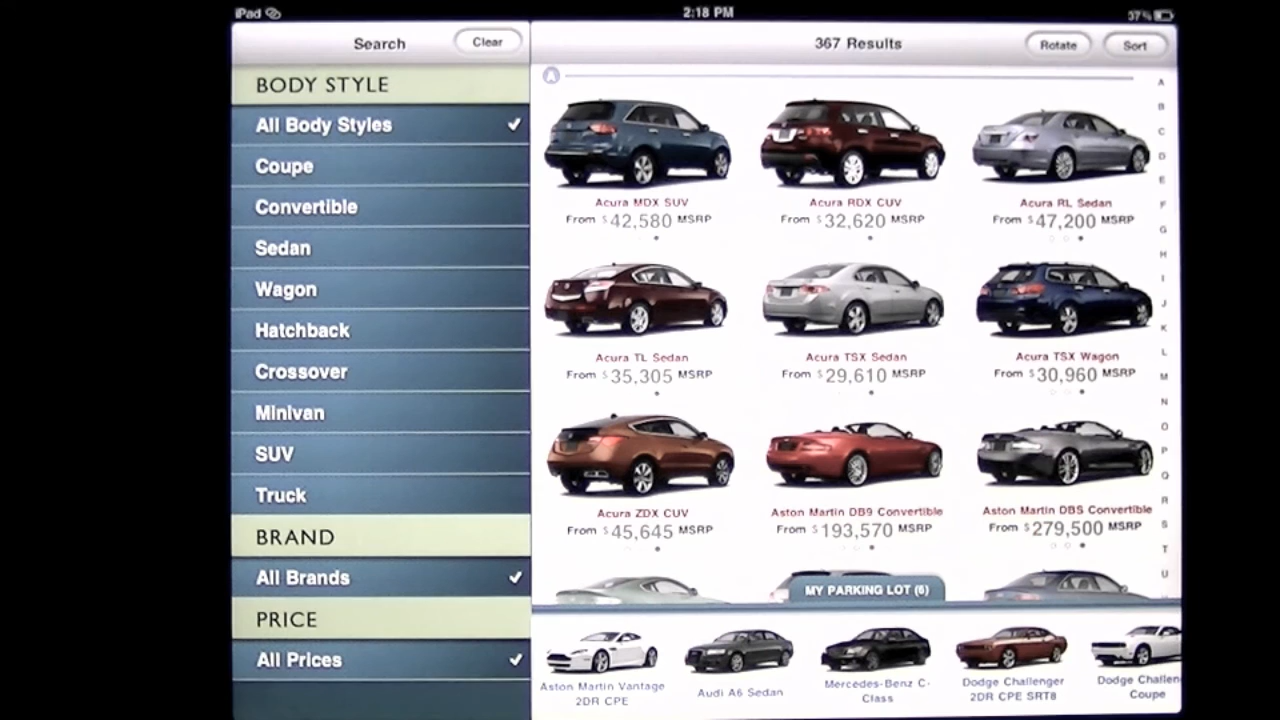 iPad
2:18 PM
37%
Search
Clear
367 Results
Rotate
Sort
BODY STYLE
All Body Styles
Coupe
Convertible
Sedan
Wagon
Hatchback
Crossover
Minivan
SUV
Truck
BRAND
All Brands
PRICE
All Prices
A
Acura MDX SUV
From $42,580 MSRP
Acura RDX CUV
From $32,620 MSRP
Acura RL Sedan
From $47,200 MSRP
Acura TL Sedan
From $35,305 MSRP
Acura TSX Sedan
From $29,610 MSRP
Acura TSX Wagon
From $30,960 MSRP
Acura ZDX CUV
From $45,645 MSRP
Aston Martin DB9 Convertible
From $193,570 MSRP
Aston Martin DBS Convertible
From $279,500 MSRP
A
B
C
D
E
F
G
H
I
J
K
L
M
N
O
P
Q
R
S
T
U
MY PARKING LOT (6)
Aston Martin Vantage
2DR CPE
Audi A6 Sedan
Mercedes-Benz C-
Class
Dodge Challenger
2DR CPE SRT8
Dodge Challen
Coupe